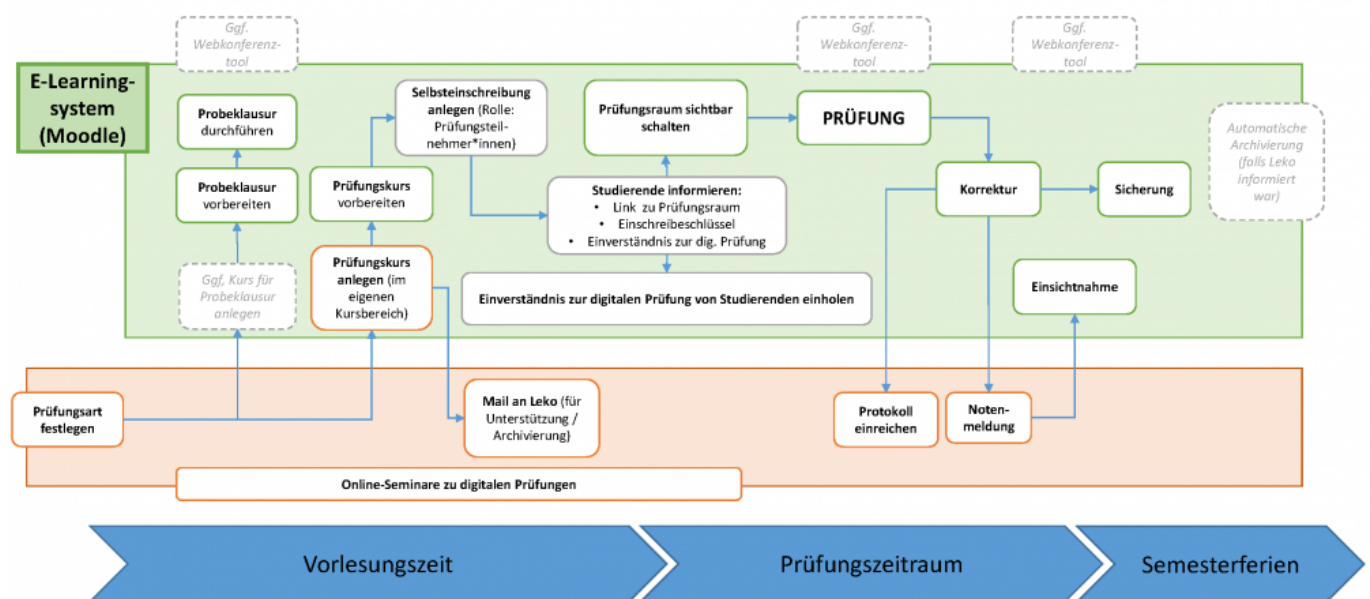 Ggf.
Webkonferenz-
tool
Ggf.
Webkonferenz-
tool
Ggf.
Webkonferenz-
tool
E-Learning-
system
(Moodle)
Probeklausur
durchführen
Probeklausur
vorbereiten
Ggf, Kurs für
Probeklausur
anlegen
Selbsteinschreibung
anlegen (Rolle:
Prüfungsteil-
nehmer*innen)
Prüfungskurs
vorbereiten
Prüfungskurs
anlegen (im
eigenen
Kursbereich)
Prüfungsraum sichtbar
schalten
Studierende informieren:
• Link zu Prüfungsraum
• Einschreibeschlüssel
• Einverständnis zur dig. Prüfung
Einverständnis zur digitalen Prüfung von Studierenden einholen
PRÜFUNG
Korrektur
Sicherung
Einsichtnahme
Automatische
Archivierung
(falls Leko
informiert
war)
Prüfungsart
festlegen
Mail an Leko (für
Unterstützung /
Archivierung)
Protokoll
einreichen
Noten-
meldung
Online-Seminare zu digitalen Prüfungen
Vorlesungszeit
Prüfungszeitraum
Semesterferien